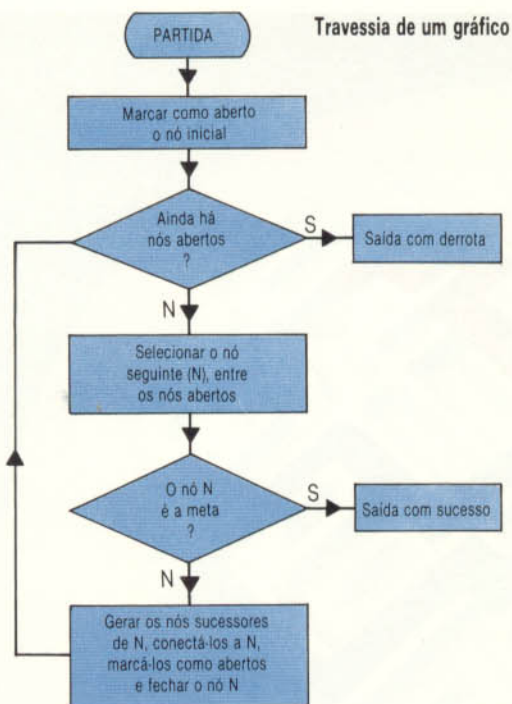 Travessia de um gráfico
PARTIDA
Marcar como aberto
o nó inicial
Ainda há
nós abertos
?
S
Saída com derrota
N
Selecionar o nó
seguinte (N), entre
os nós abertos
O nó N
é a meta
?
S
Saída com sucesso
N
Gerar os nós sucessores
de N, conectá-los a N,
marcá-los como abertos
e fechar o nó N